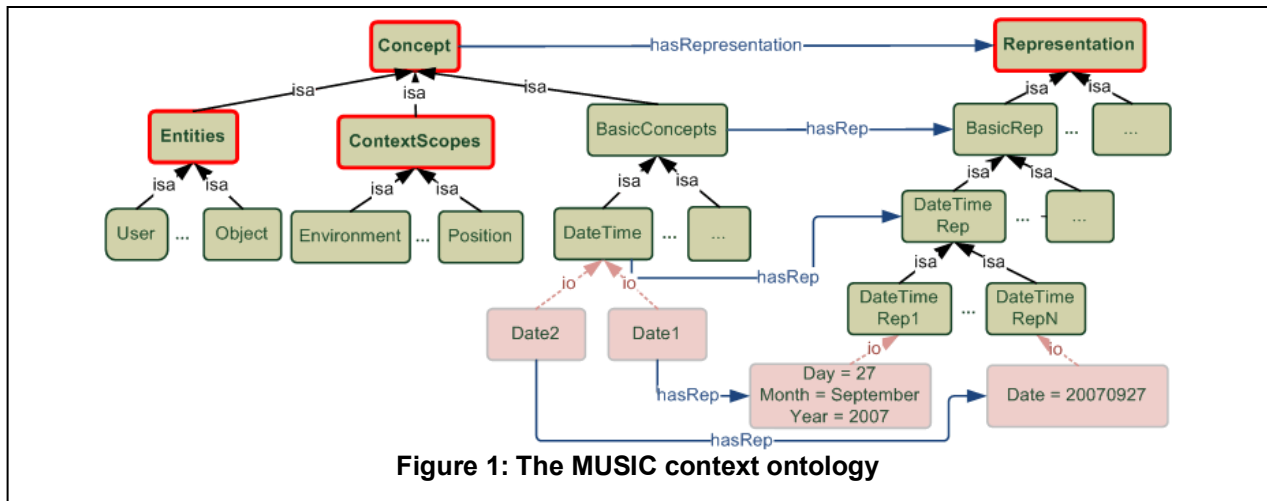 Concept
hasRepresentation
Representation
isa
isa
isa
isa
isa
Entities
ContextScopes
BasicConcepts
hasRep
BasicRep
...
...
isa
isa
isa
isa
isa
isa
isa
isa
User
...
Object
Environment
...
Position
DateTime
...
...
DateTime
Rep
...
...
hasRep
isa
isa
io
io
Date2
Date1
DateTime
Rep1
...
DateTime
RepN
io
io
hasRep
Day = 27
Month = September
Year = 2007
Date = 20070927
hasRep
Figure 1: The MUSIC context ontology